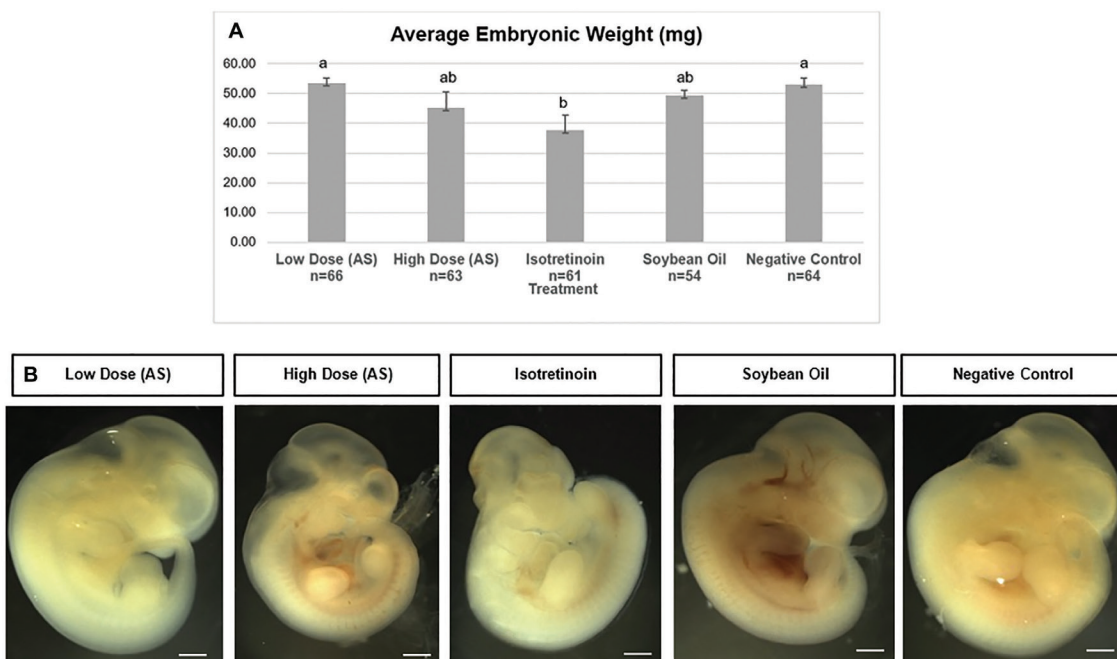 A
Average Embryonic Weight (mg)
60.00
50.00
40.00
30.00
20.00
10.00
0.00
a
ab
b
ab
a
Low Dose (AS) High Dose (AS) Isotretinoin Soybean Oil Negative Control
n=66 n=63 n=61 n=54 n=64
Treatment
B Low Dose (AS) High Dose (AS) Isotretinoin Soybean Oil Negative Control